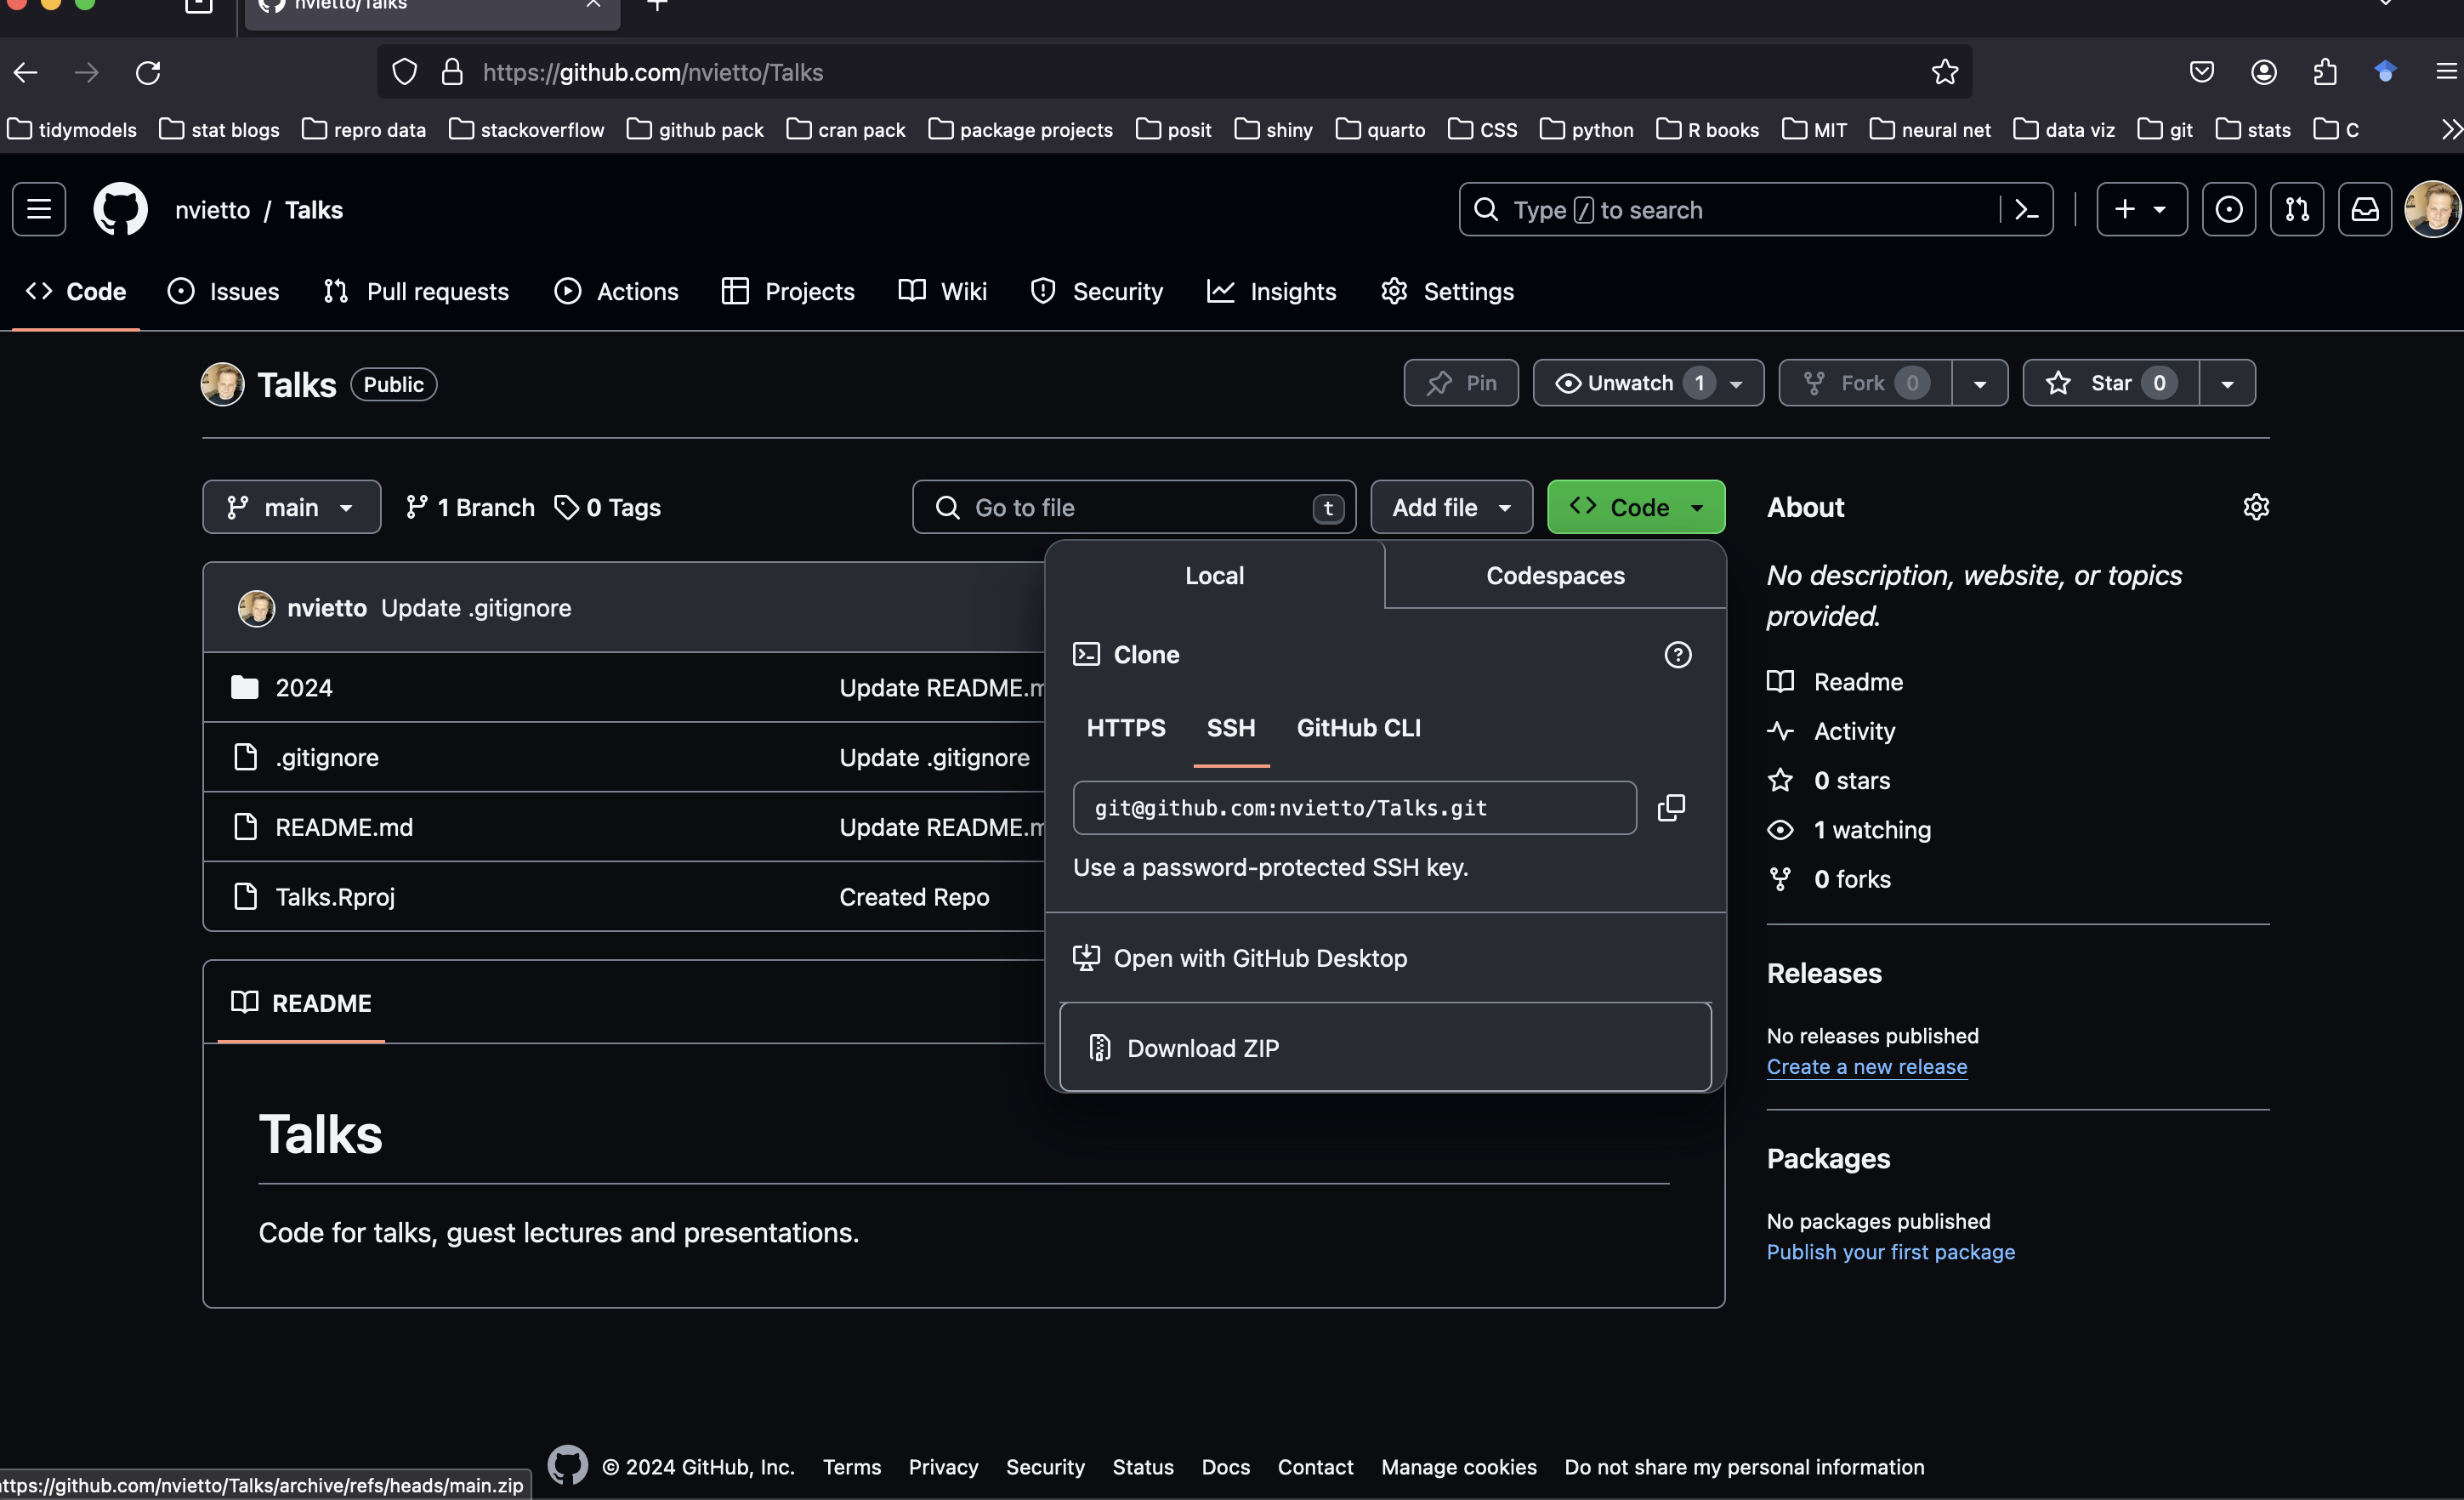 nvietto/Talks
https://github.com/nvietto/Talks
tidymodels stat blogs repro data stackoverflow github pack cran pack package projects posit shiny quarto CSS python R books MIT neural net data viz git stats C
nvietto / Talks
Type / to search
Code Issues Pull requests Actions Projects Wiki Security Insights Settings
Talks Public
Pin Unwatch 1 Fork 0 Star 0
main 1 Branch 0 Tags Go to file t Add file Code
Local Codespaces
nvietto Update .gitignore
Clone
2024 Update README.m
HTTPS SSH GitHub CLI
.gitignore Update .gitignore
git@github.com:nvietto/Talks.git
README.md Update README.m
Use a password-protected SSH key.
Talks.Rproj Created Repo
Open with GitHub Desktop
Download ZIP
README
Talks
Code for talks, guest lectures and presentations.
About
No description, website, or topics
provided.
Readme
Activity
0 stars
1 watching
0 forks
Releases
No releases published
Create a new release
Packages
No packages published
Publish your first package
© 2024 GitHub, Inc. Terms Privacy Security Status Docs Contact Manage cookies Do not share my personal information
ttps://github.com/nvietto/Talks/archive/refs/heads/main.zip